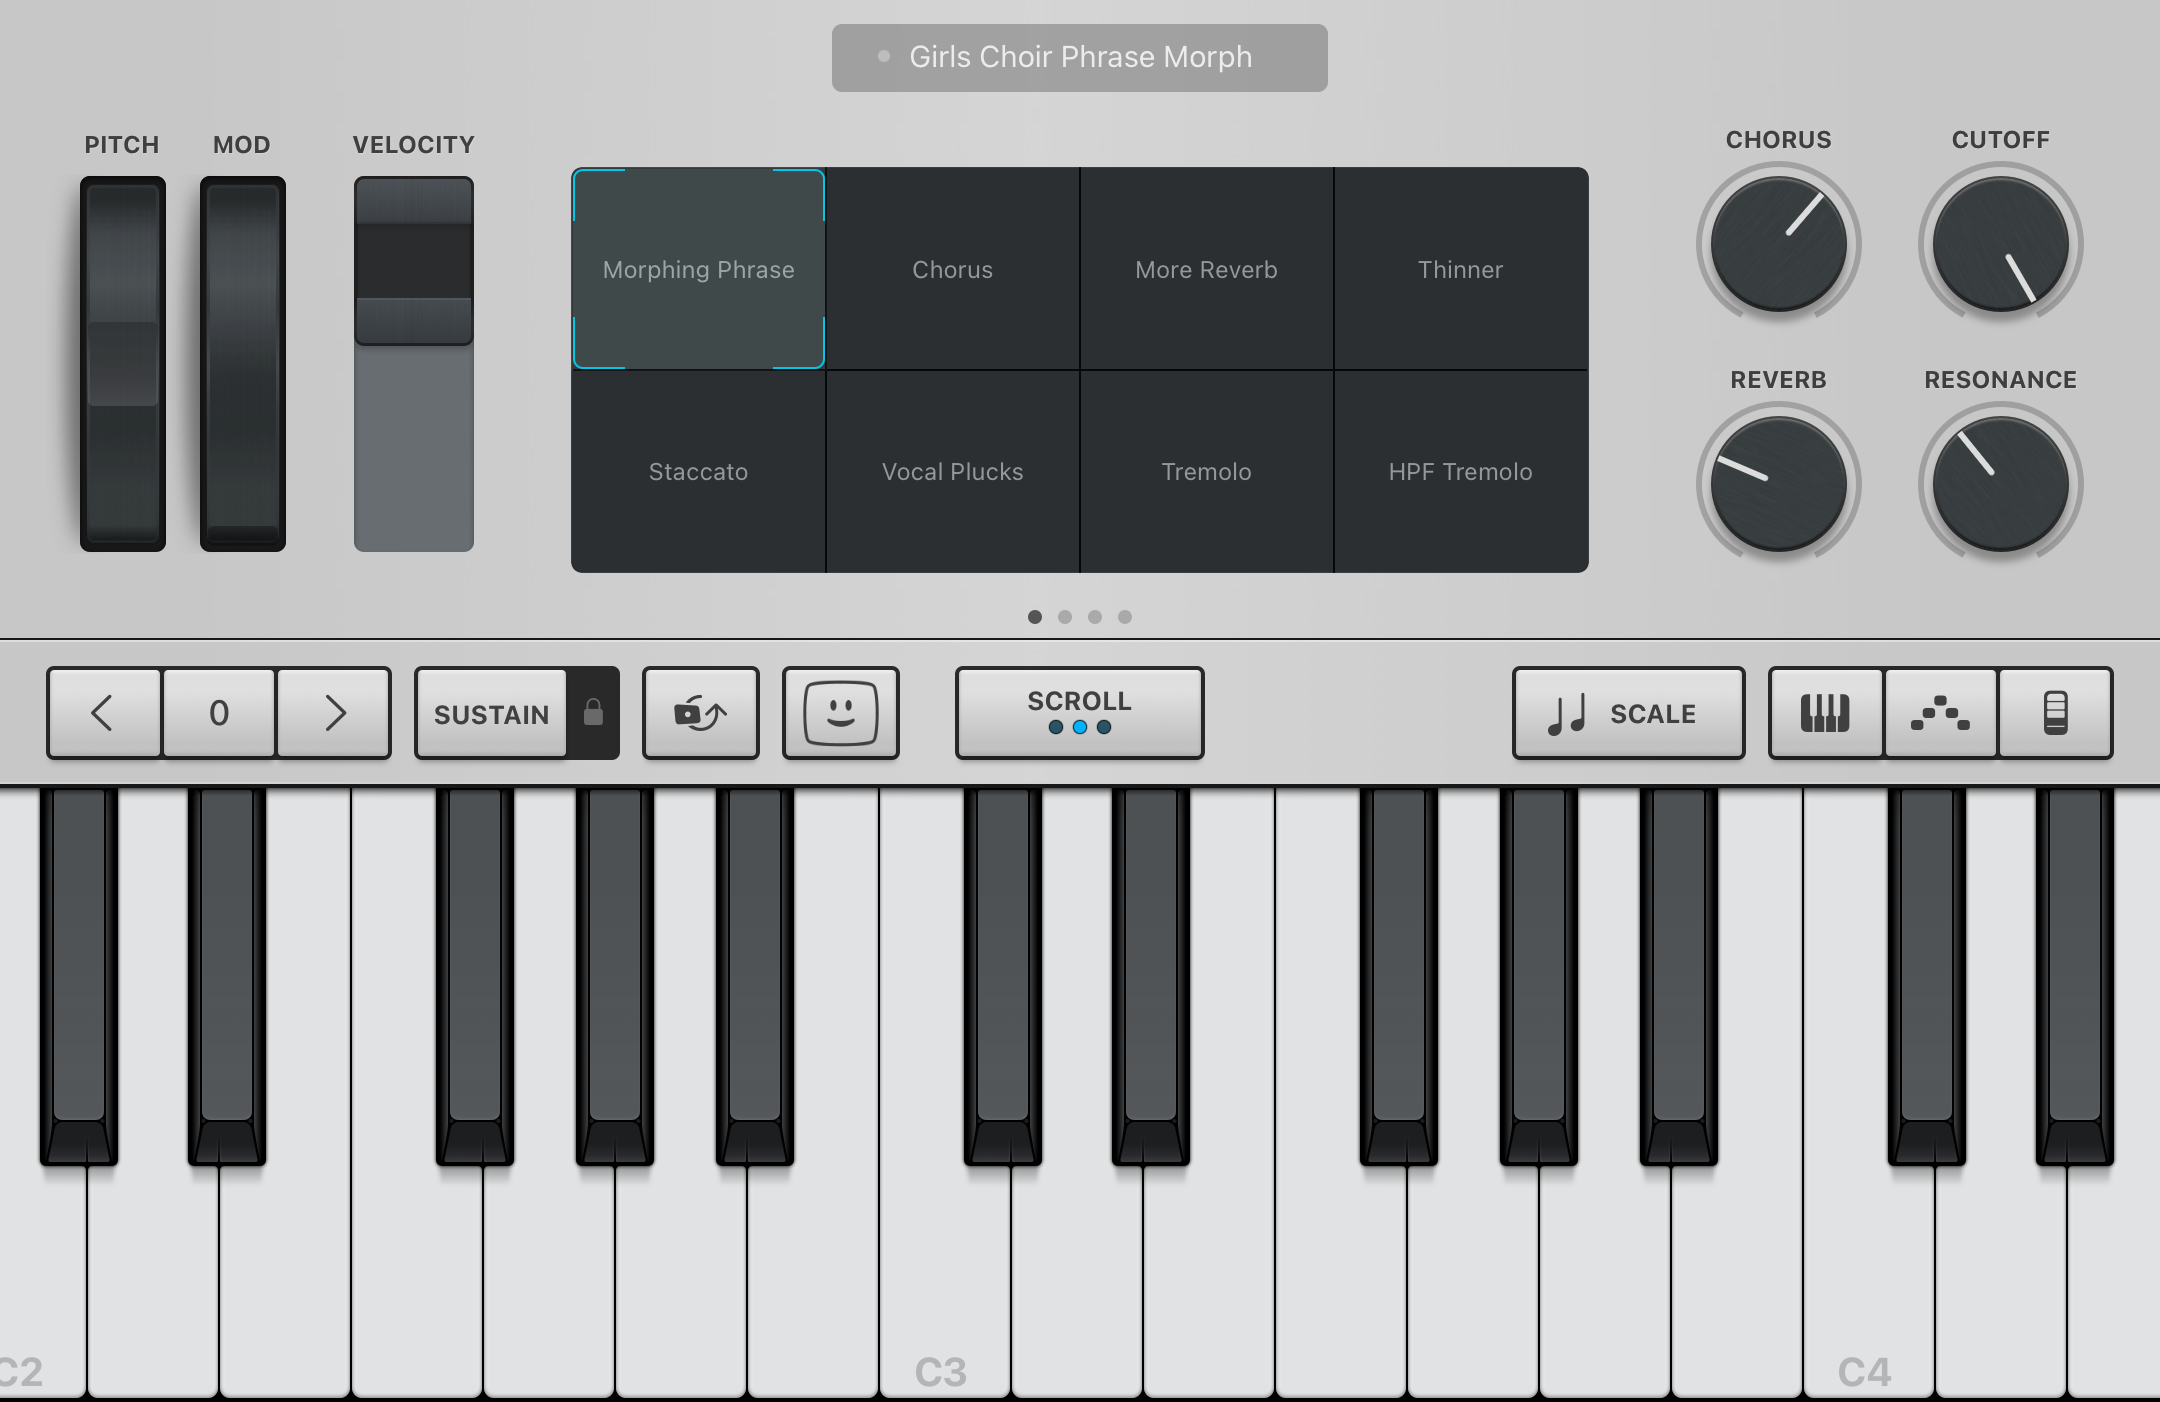 Girls Choir Phrase Morph
PITCH
MOD
VELOCITY
Morphing Phrase
Chorus
More Reverb
Thinner
Staccato
Vocal Plucks
Tremolo
HPF Tremolo
CHORUS
CUTOFF
REVERB
RESONANCE
0
SUSTAIN
SCROLL
SCALE
C2
C3
C4